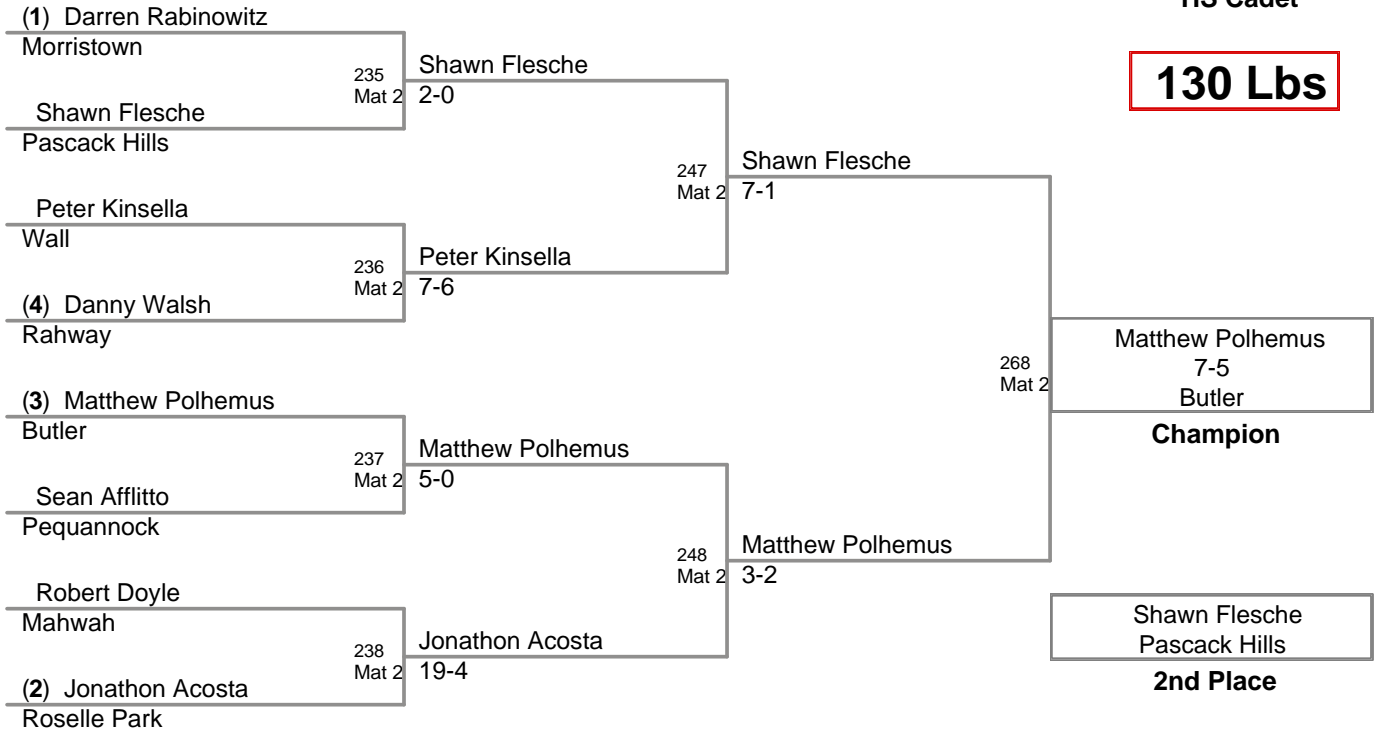 HS Cadet
130 Lbs
(1) Darren Rabinowitz
Morristown
235
Mat 2
Shawn Flesche
2-0
Shawn Flesche
Pascack Hills
247
Mat 2
Shawn Flesche
7-1
Peter Kinsella
Wall
236
Mat 2
Peter Kinsella
7-6
(4) Danny Walsh
Rahway
268
Mat 2
Matthew Polhemus
7-5
Butler
Champion
(3) Matthew Polhemus
Butler
237
Mat 2
Matthew Polhemus
5-0
Sean Afflitto
Pequannock
248
Mat 2
Matthew Polhemus
3-2
Robert Doyle
Mahwah
238
Mat 2
Jonathon Acosta
19-4
(2) Jonathon Acosta
Roselle Park
Shawn Flesche
Pascack Hills
2nd Place